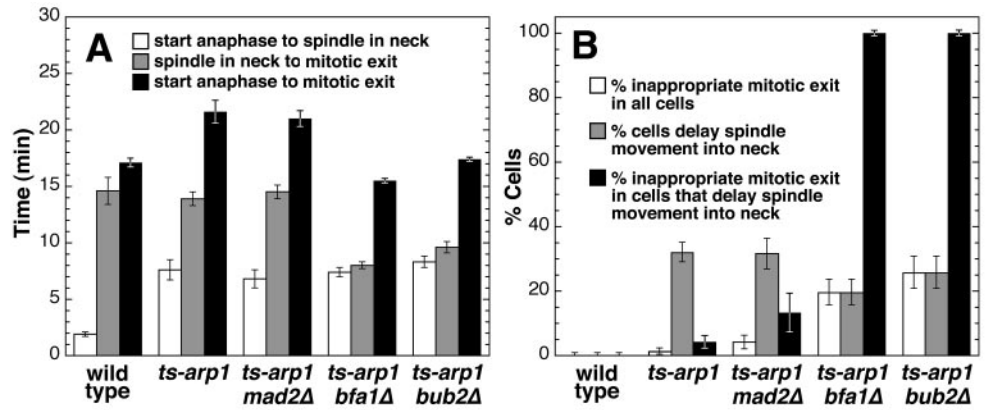 A
start anaphase to spindle in neck
spindle in neck to mitotic exit
start anaphase to mitotic exit
Time (min)
30
25
20
15
10
5
0
wild type
ts-arp1
ts-arp1 mad2Δ
ts-arp1 bfa1Δ
ts-arp1 bub2Δ
B
% inappropriate mitotic exit
in all cells
% cells delay spindle
movement into neck
% inappropriate mitotic exit
in cells that delay spindle
movement into neck
% Cells
100
80
60
40
20
0
wild type
ts-arp1
ts-arp1 mad2Δ
ts-arp1 bfa1Δ
ts-arp1 bub2Δ